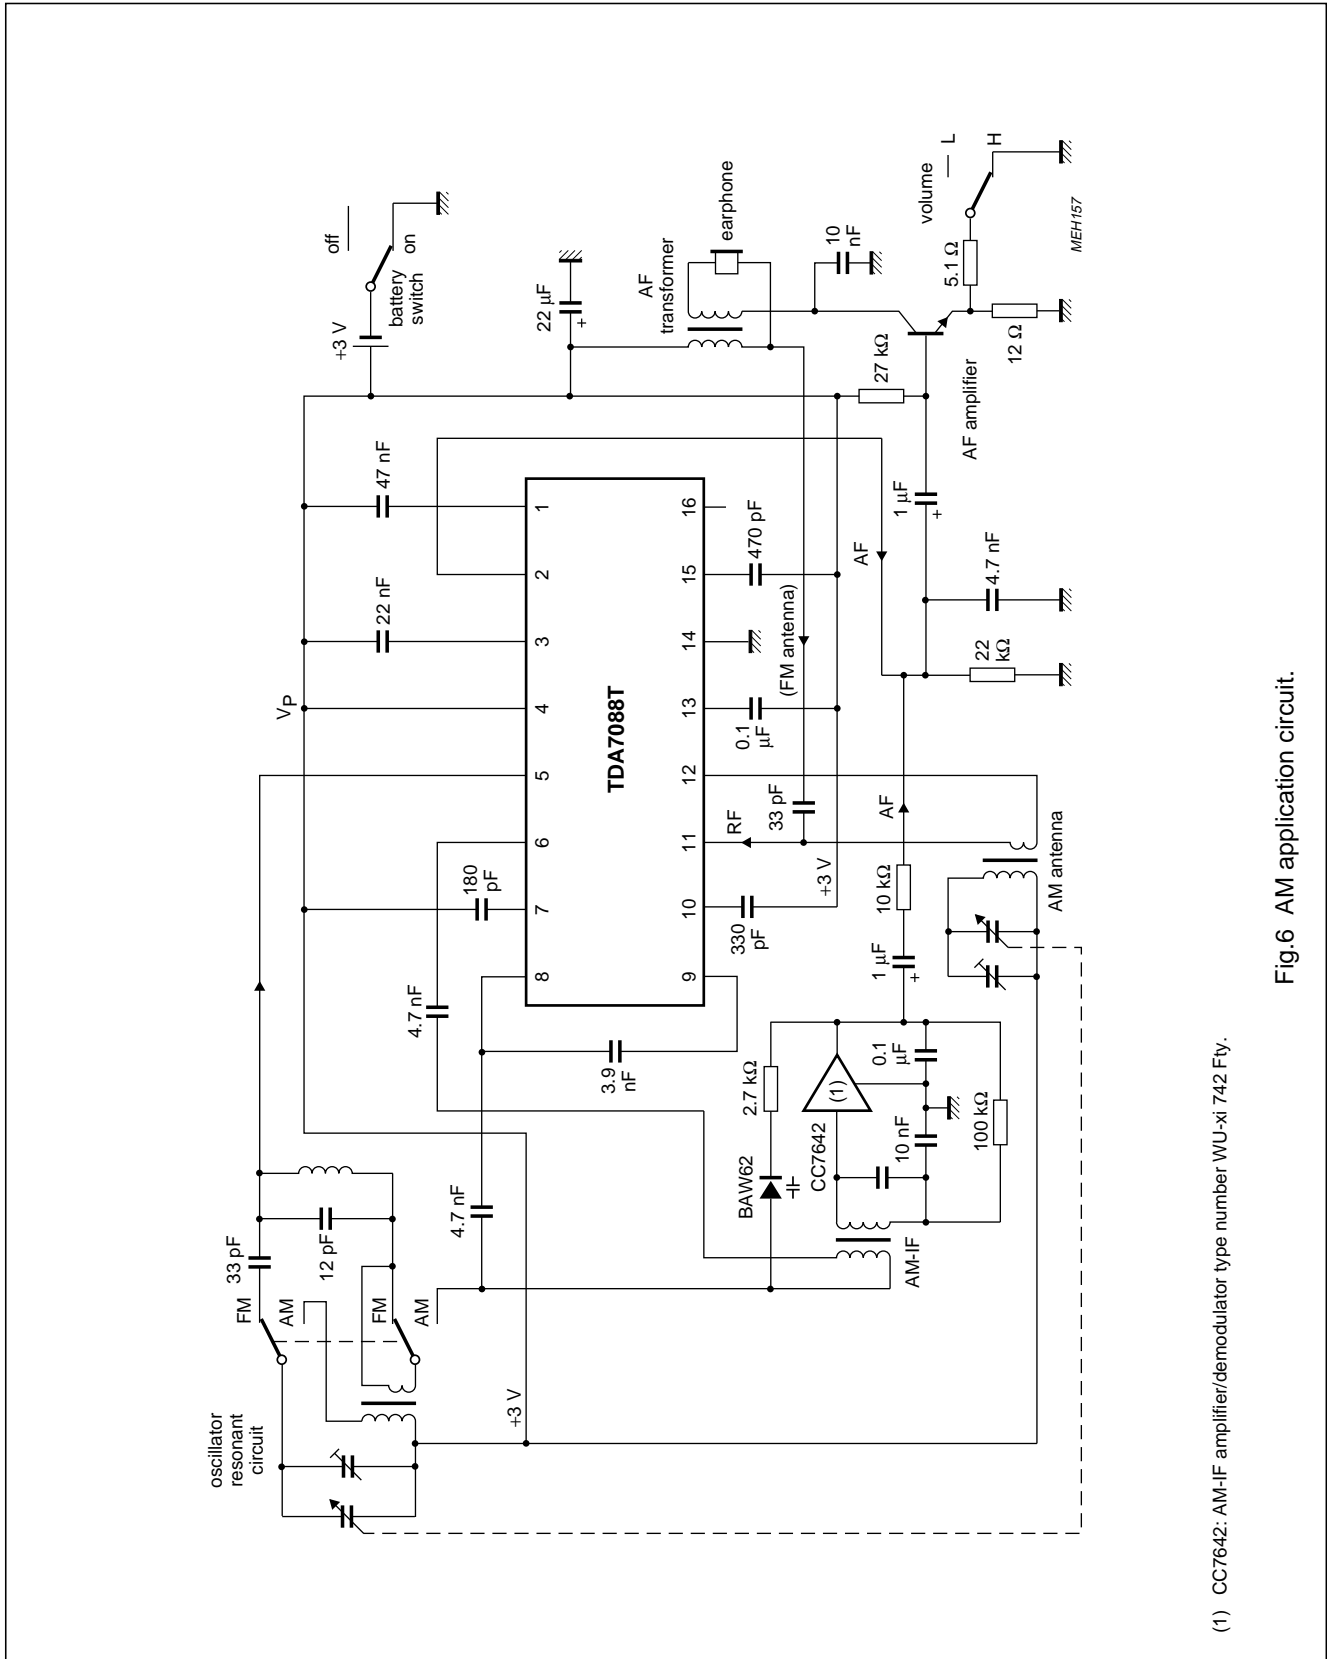 oscillator
resonant
circuit
FM
AM
FM
AM
33 pF
12 pF
+3 V
4.7 nF
4.7 nF
3.9
nF
180
pF
VP
22 nF
47 nF
+3 V
off
on
battery
switch
22 µF
+
8
7
6
5
4
3
2
1
TDA7088T
9
10
11
12
13
14
15
16
330
pF
+3 V
RF
33 pF
0.1
µF
(FM antenna)
470 pF
AF
transformer
earphone
10
nF
27 kΩ
AF amplifier
volume
L
H
5.1 Ω
12 Ω
MEH157
AF
1 µF
+
4.7 nF
22
kΩ
AF
10 kΩ
1 µF
+
BAW62
2.7 kΩ
CC7642
(1)
AM-IF
10 nF
0.1
µF
100 kΩ
AM antenna
(1) CC7642: AM-IF amplifier/demodulator type number WU-xi 742 Fty.
Fig.6 AM application circuit.